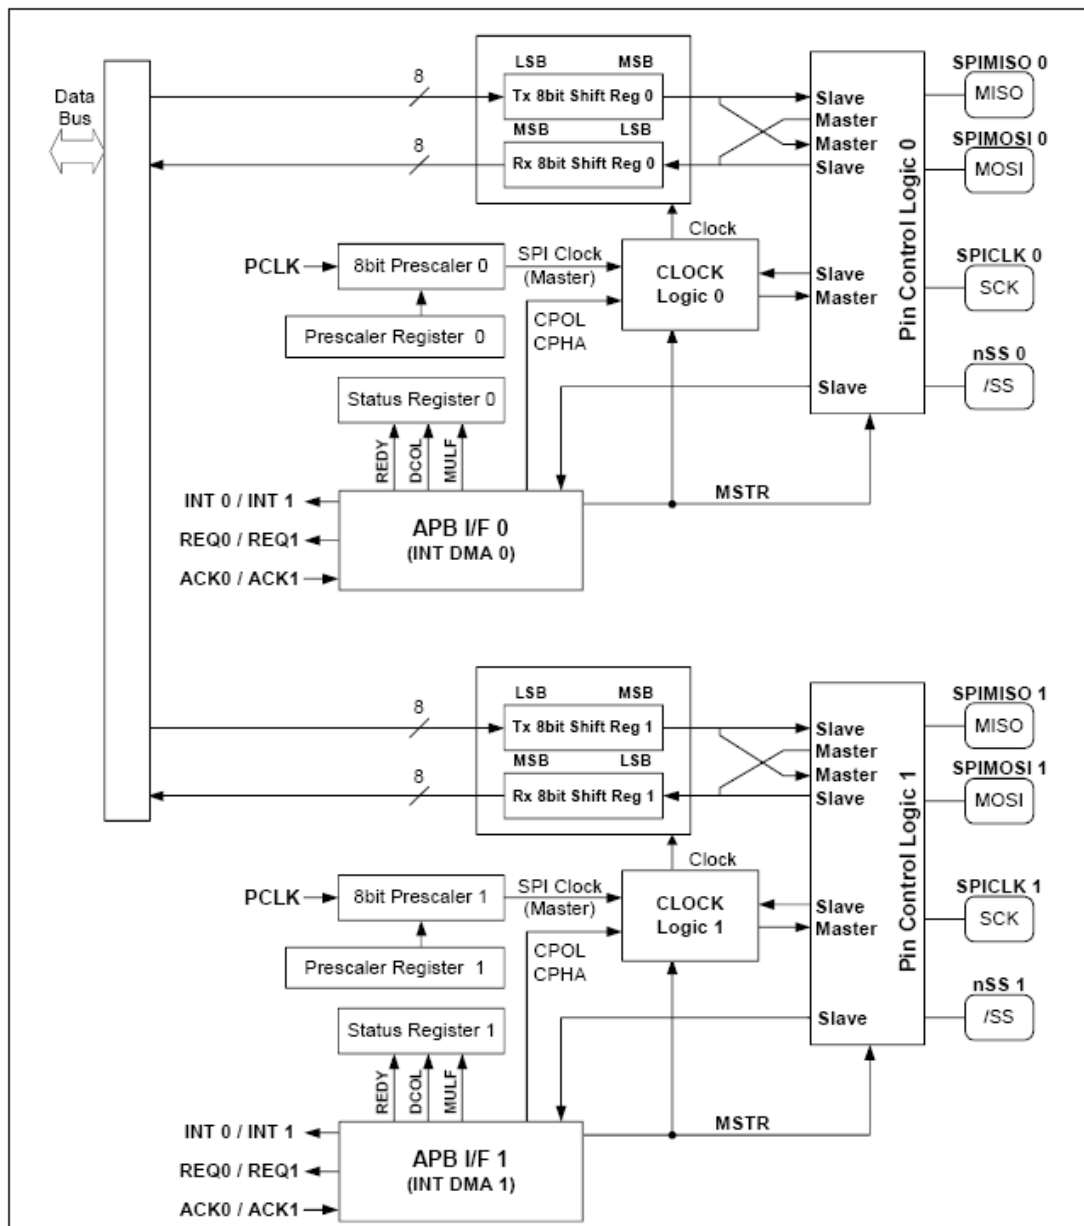 LSB MSB
SPIMISO 0
8
Data
Bus
Tx 8bit Shift Reg 0
Slave
MISO
Master
MSB LSB
SPIMOSI 0
Master
8
Rx 8bit Shift Reg 0
Slave
MOSI
Pin Control Logic 0
Clock
PCLK
8bit Prescaler 0
SPI Clock
(Master)
CLOCK
Logic 0
Slave
Master
SPICLK 0
SCK
CPOL
CPHA
Prescaler Register 0
nSS 0
Status Register 0
Slave
/SS
REDY
DCOL
MULF
INT 0 / INT 1
MSTR
APB I/F 0
(INT DMA 0)
REQ0 / REQ1
ACK0 / ACK1
LSB MSB
SPIMISO 1
8
Tx 8bit Shift Reg 1
Slave
MISO
Master
MSB LSB
SPIMOSI 1
Master
8
Rx 8bit Shift Reg 1
Slave
MOSI
Pin Control Logic 1
Clock
PCLK
8bit Prescaler 1
SPI Clock
(Master)
CLOCK
Logic 1
Slave
Master
SPICLK 1
SCK
CPOL
CPHA
Prescaler Register 1
nSS 1
Status Register 1
Slave
/SS
REDY
DCOL
MULF
INT 0 / INT 1
MSTR
APB I/F 1
(INT DMA 1)
REQ0 / REQ1
ACK0 / ACK1